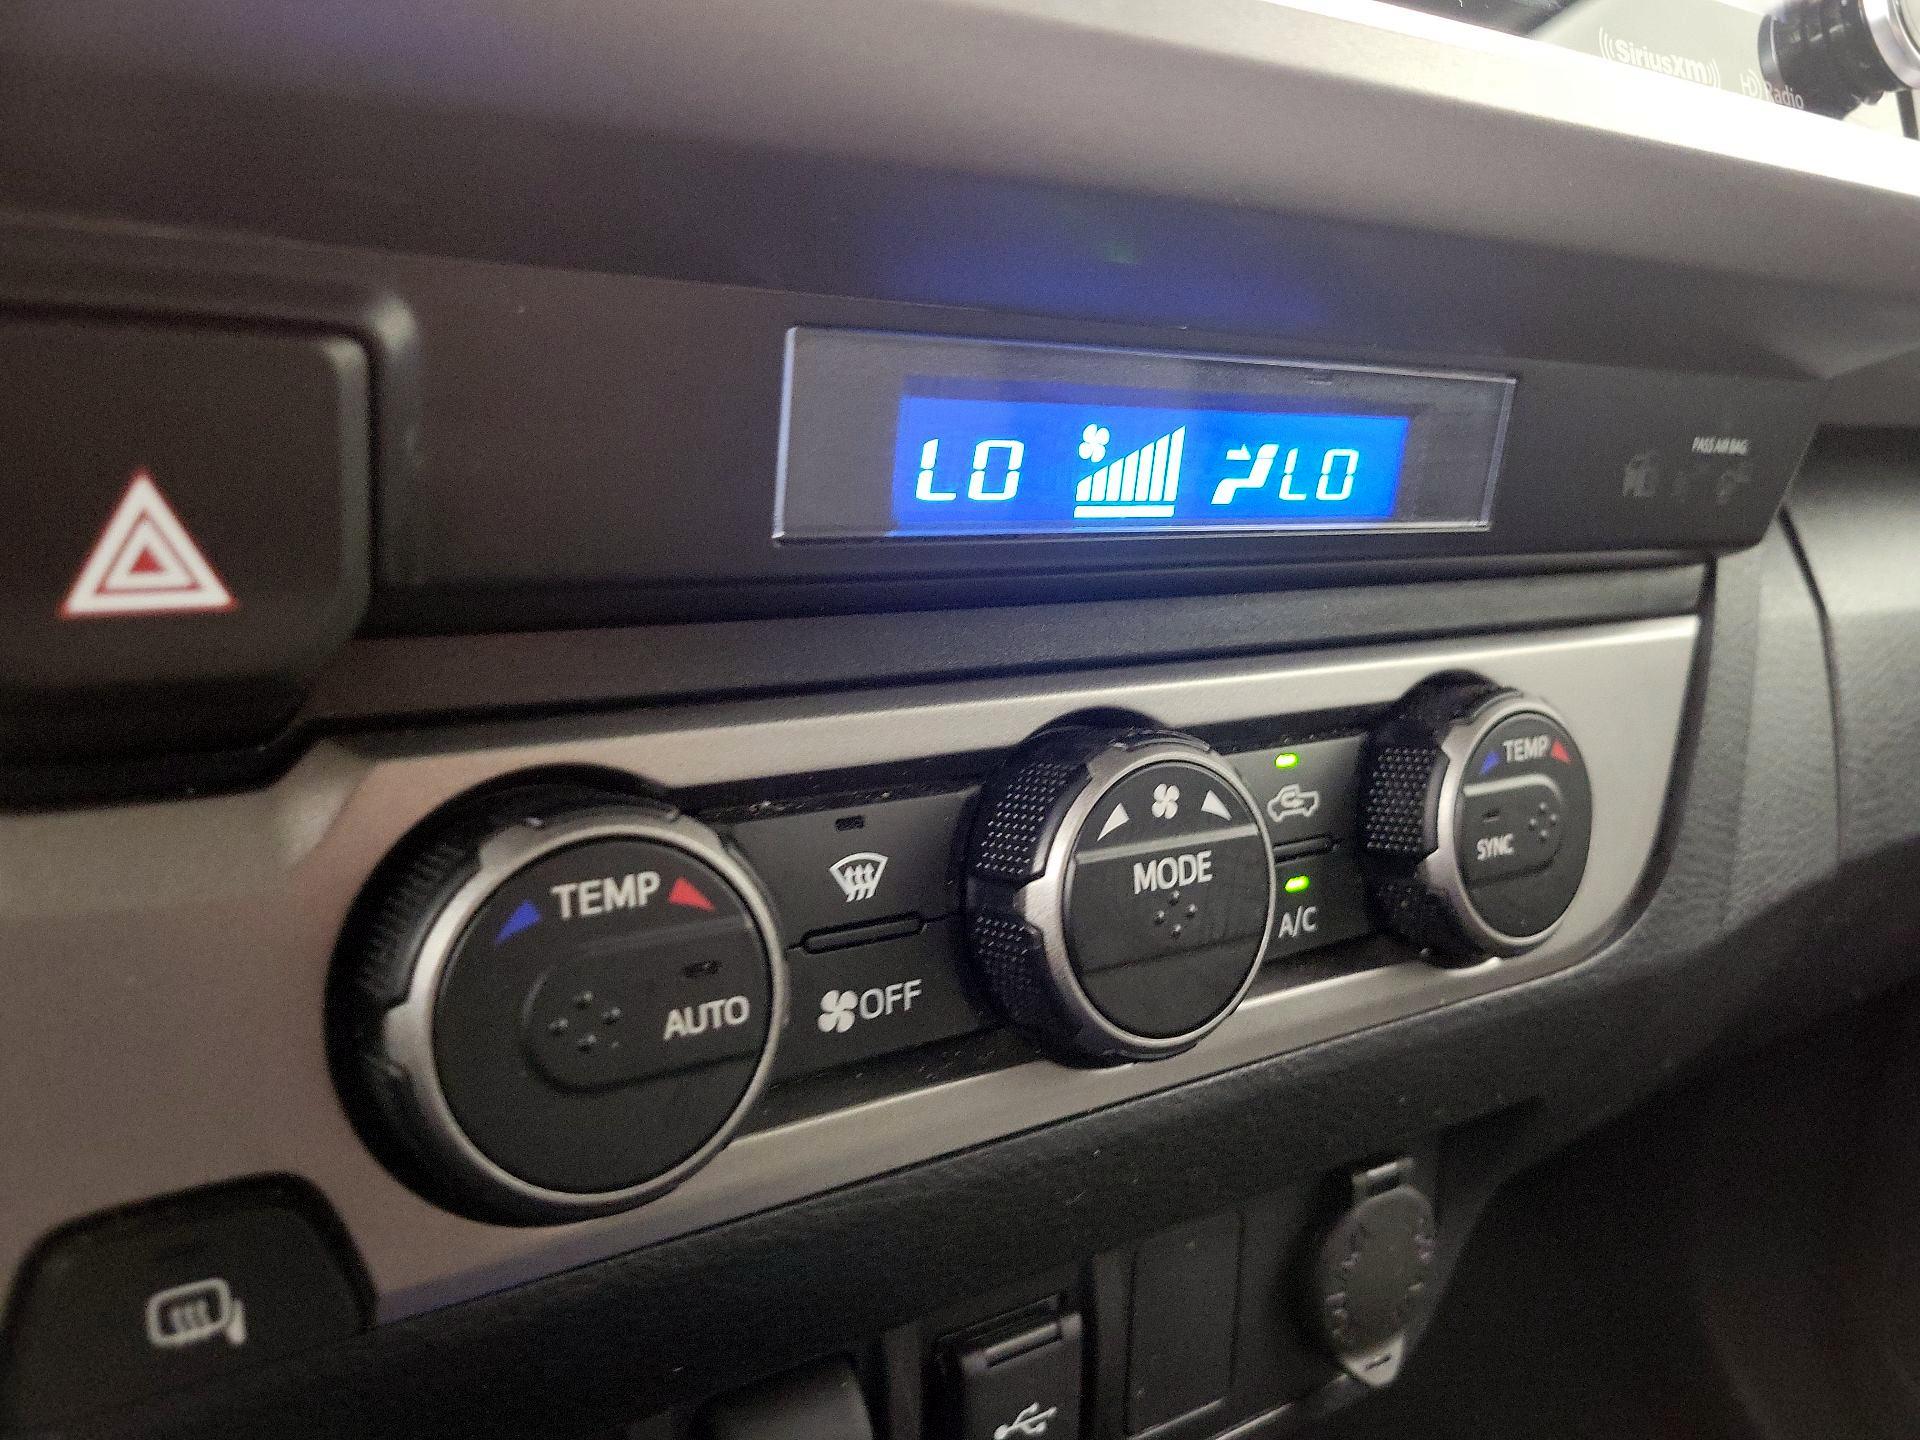 SiriusXM
HD Radio
PASS AIR BAG
LO LO
TEMP
AUTO
OFF
MODE
A/C
TEMP
SYNC